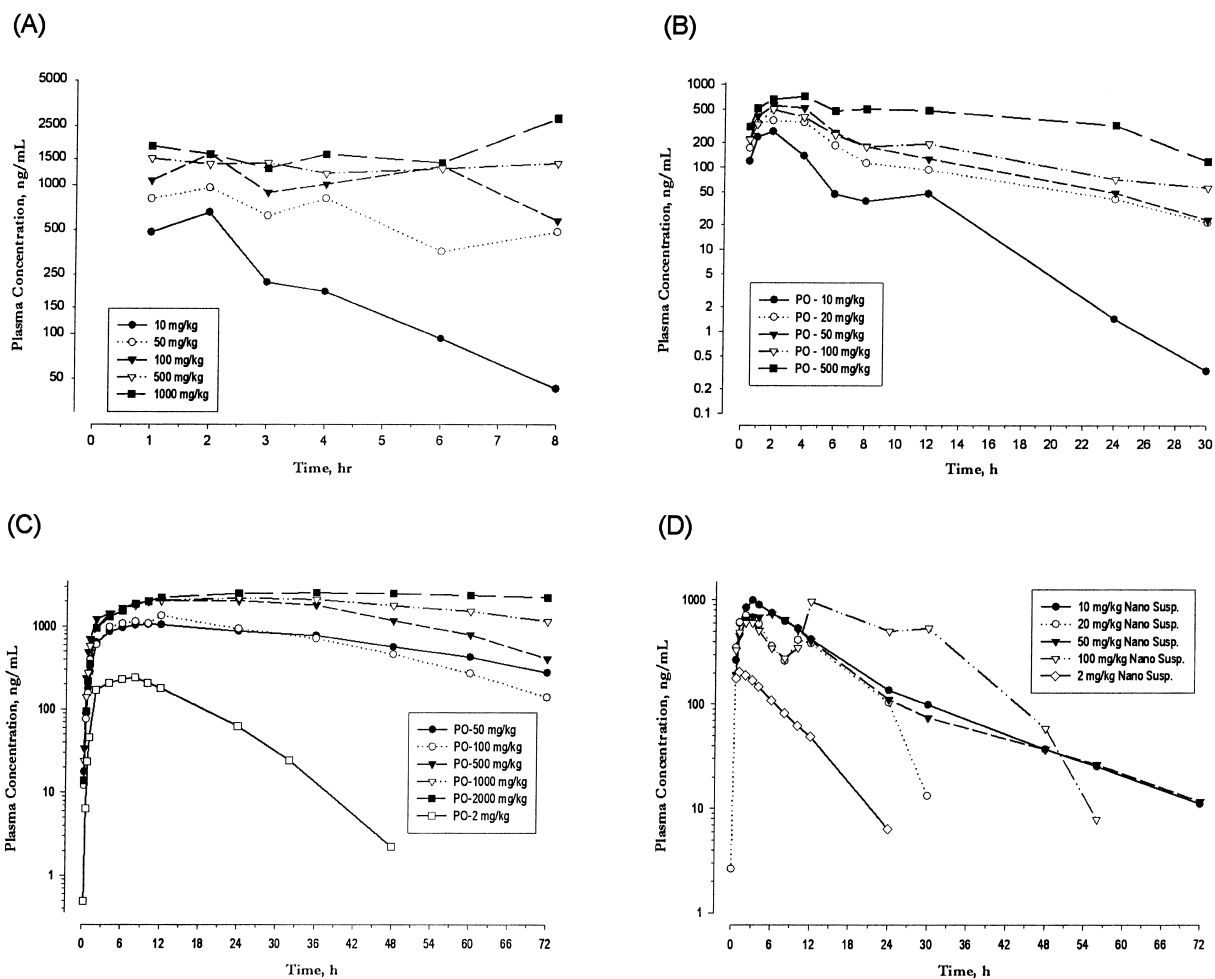 (A)
Plasma Concentration, ng/mL
5000
2500
1500
1000
500
250
150
100
50
10 mg/kg
50 mg/kg
100 mg/kg
500 mg/kg
1000 mg/kg
0 1 2 3 4 5 6 7 8
Time, hr
(B)
Plasma Concentration, ng/mL
1000
500
200
100
50
20
10
5
2
1
0.5
0.2
0.1
PO - 10 mg/kg
PO - 20 mg/kg
PO - 50 mg/kg
PO - 100 mg/kg
PO - 500 mg/kg
0 2 4 6 8 10 12 14 16 18 20 22 24 26 28 30
Time, h
(C)
Plasma Concentration, ng/mL
1000
100
10
1
PO-50 mg/kg
PO-100 mg/kg
PO-500 mg/kg
PO-1000 mg/kg
PO-2000 mg/kg
PO-2 mg/kg
0 6 12 18 24 30 36 42 48 54 60 66 72
Time, h
(D)
Plasma Concentration, ng/mL
1000
100
10
1
10 mg/kg Nano Susp.
20 mg/kg Nano Susp.
50 mg/kg Nano Susp.
100 mg/kg Nano Susp.
2 mg/kg Nano Susp.
0 6 12 18 24 30 36 42 48 54 60 66 72
Time, h